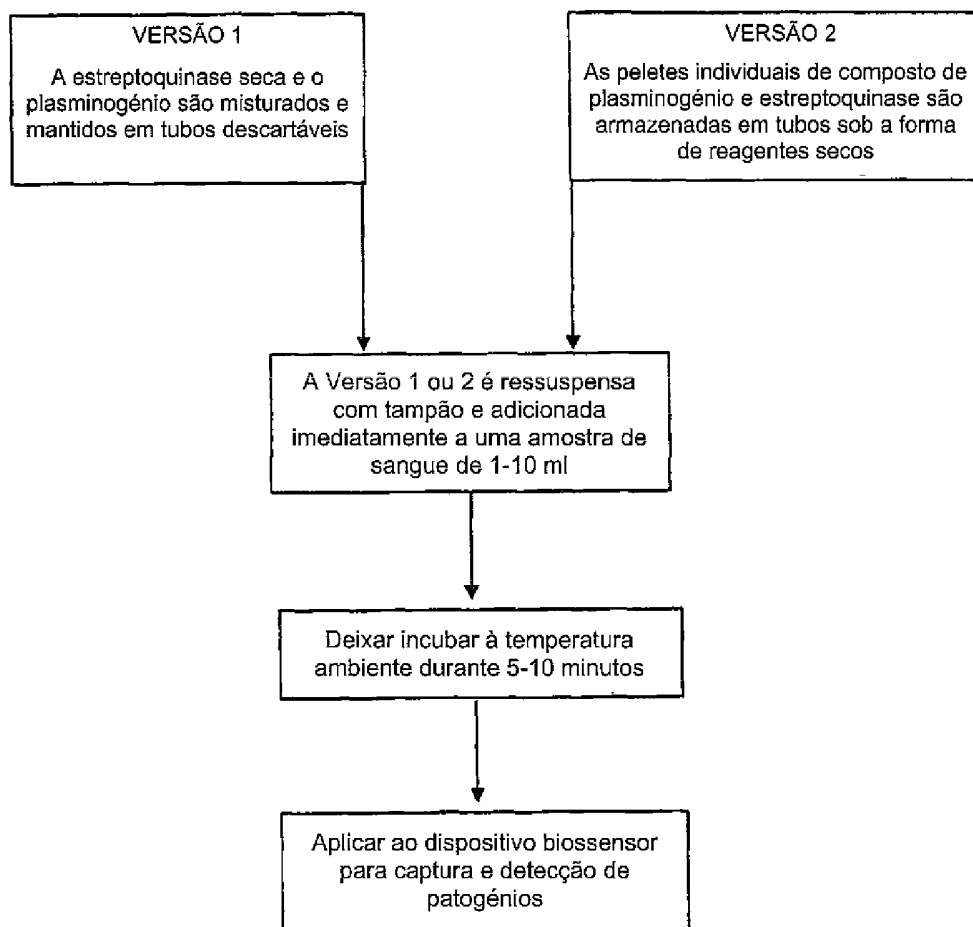 VERSÃO 1
A estreptoquinase seca e o
plasminogénio são misturados e
mantidos em tubos descartáveis
VERSÃO 2
As peletes individuais de composto de
plasminogénio e estreptoquinase são
armazenadas em tubos sob a forma
de reagentes secos
A Versão 1 ou 2 é ressuspensa
com tampão e adicionada
imediatamente a uma amostra de
sangue de 1-10 ml
Deixar incubar à temperatura
ambiente durante 5-10 minutos
Aplicar ao dispositivo biossensor
para captura e detecção de
patogénios